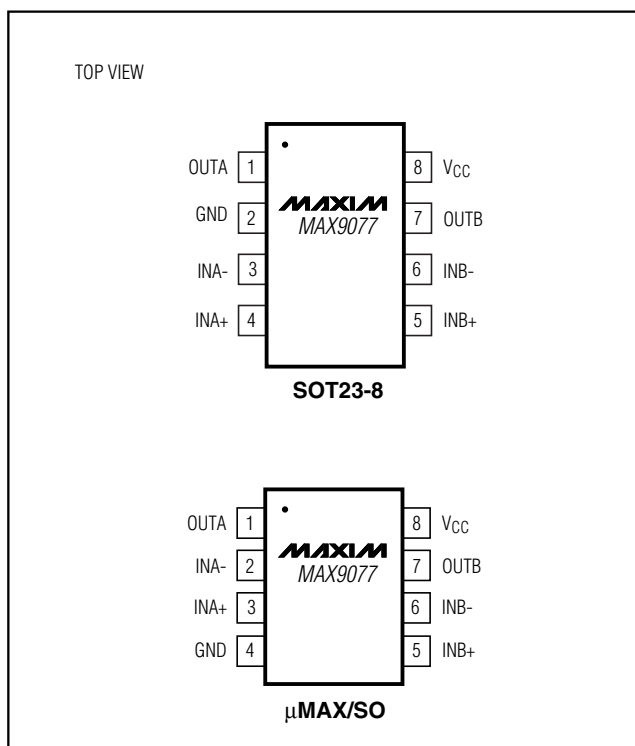 TOP VIEW
OUTA 1 8 VCC
MAXIM
GND 2 MAX9077 7 OUTB
INA- 3 6 INB-
INA+ 4 5 INB+
SOT23-8
OUTA 1 8 VCC
MAXIM
INA- 2 MAX9077 7 OUTB
INA+ 3 6 INB-
GND 4 5 INB+
µMAX/SO